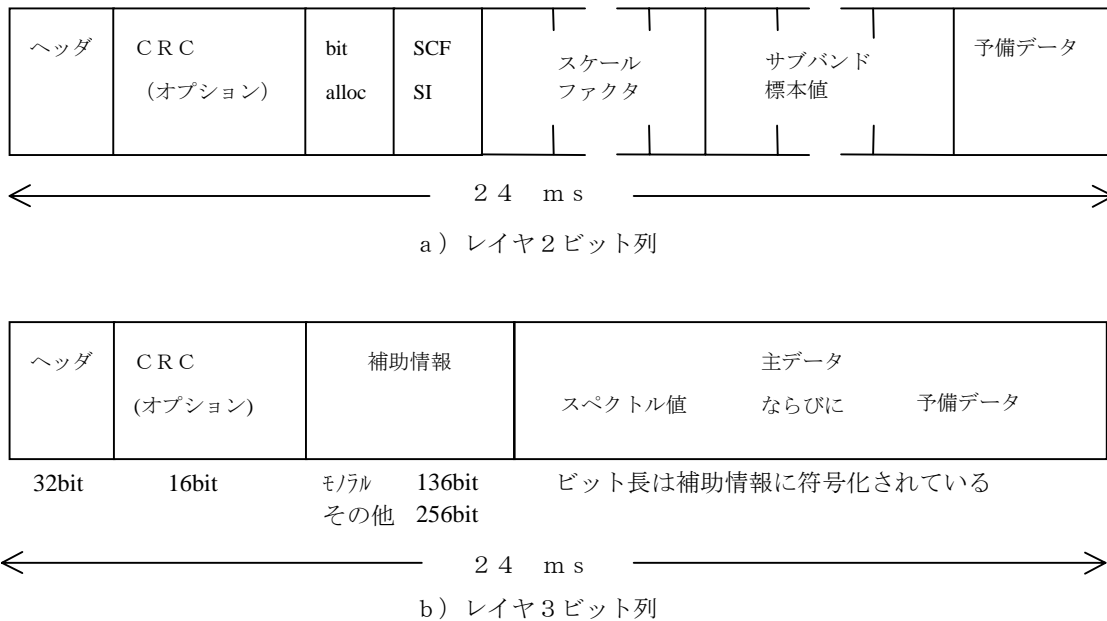 ヘッダ ＣＲＣ bit SCF
（オプション） alloc SI
スケール
ファクタ
サブバンド
標本値
予備データ
２４ ｍｓ
ａ）レイヤ２ビット列
ヘッダ ＣＲＣ 補助情報 主データ
(オプション) スペクトル値 ならびに 予備データ
32bit 16bit ﾓﾉﾗﾙ 136bit ビット長は補助情報に符号化されている
その他 256bit
２４ ｍｓ
ｂ）レイヤ３ビット列